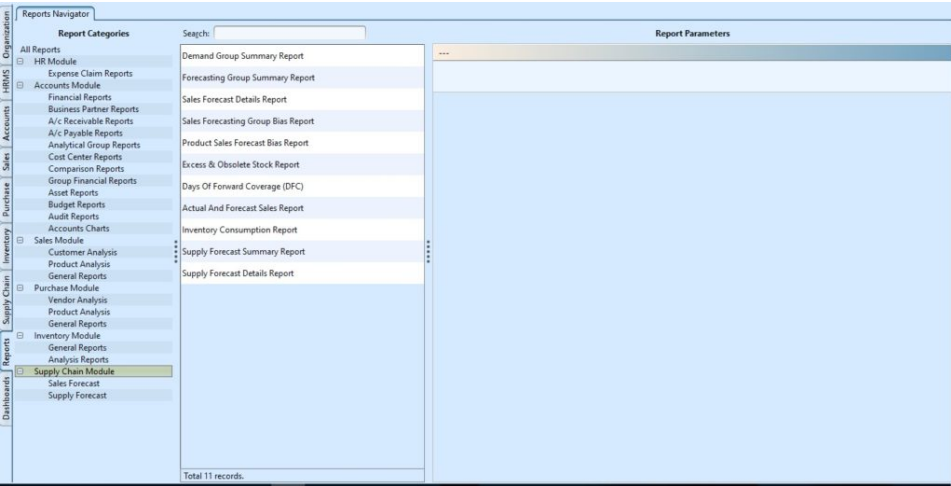 Reports Navigator
Organization
HRMS
Accounts
Sales
Purchase
Inventory
Supply Chain
Reports
Dashboards
Report Categories
All Reports
HR Module
Expense Claim Reports
Accounts Module
Financial Reports
Business Partner Reports
A/c Receivable Reports
A/c Payable Reports
Analytical Group Reports
Cost Center Reports
Comparison Reports
Group Financial Reports
Asset Reports
Budget Reports
Audit Reports
Accounts Charts
Sales Module
Customer Analysis
Product Analysis
General Reports
Purchase Module
Vendor Analysis
Product Analysis
General Reports
Inventory Module
General Reports
Analysis Reports
Supply Chain Module
Sales Forecast
Supply Forecast
Search:
Demand Group Summary Report
Forecasting Group Summary Report
Sales Forecast Details Report
Sales Forecasting Group Bias Report
Product Sales Forecast Bias Report
Excess & Obsolete Stock Report
Days Of Forward Coverage (DFC)
Actual And Forecast Sales Report
Inventory Consumption Report
Supply Forecast Summary Report
Supply Forecast Details Report
Total 11 records.
Report Parameters
---